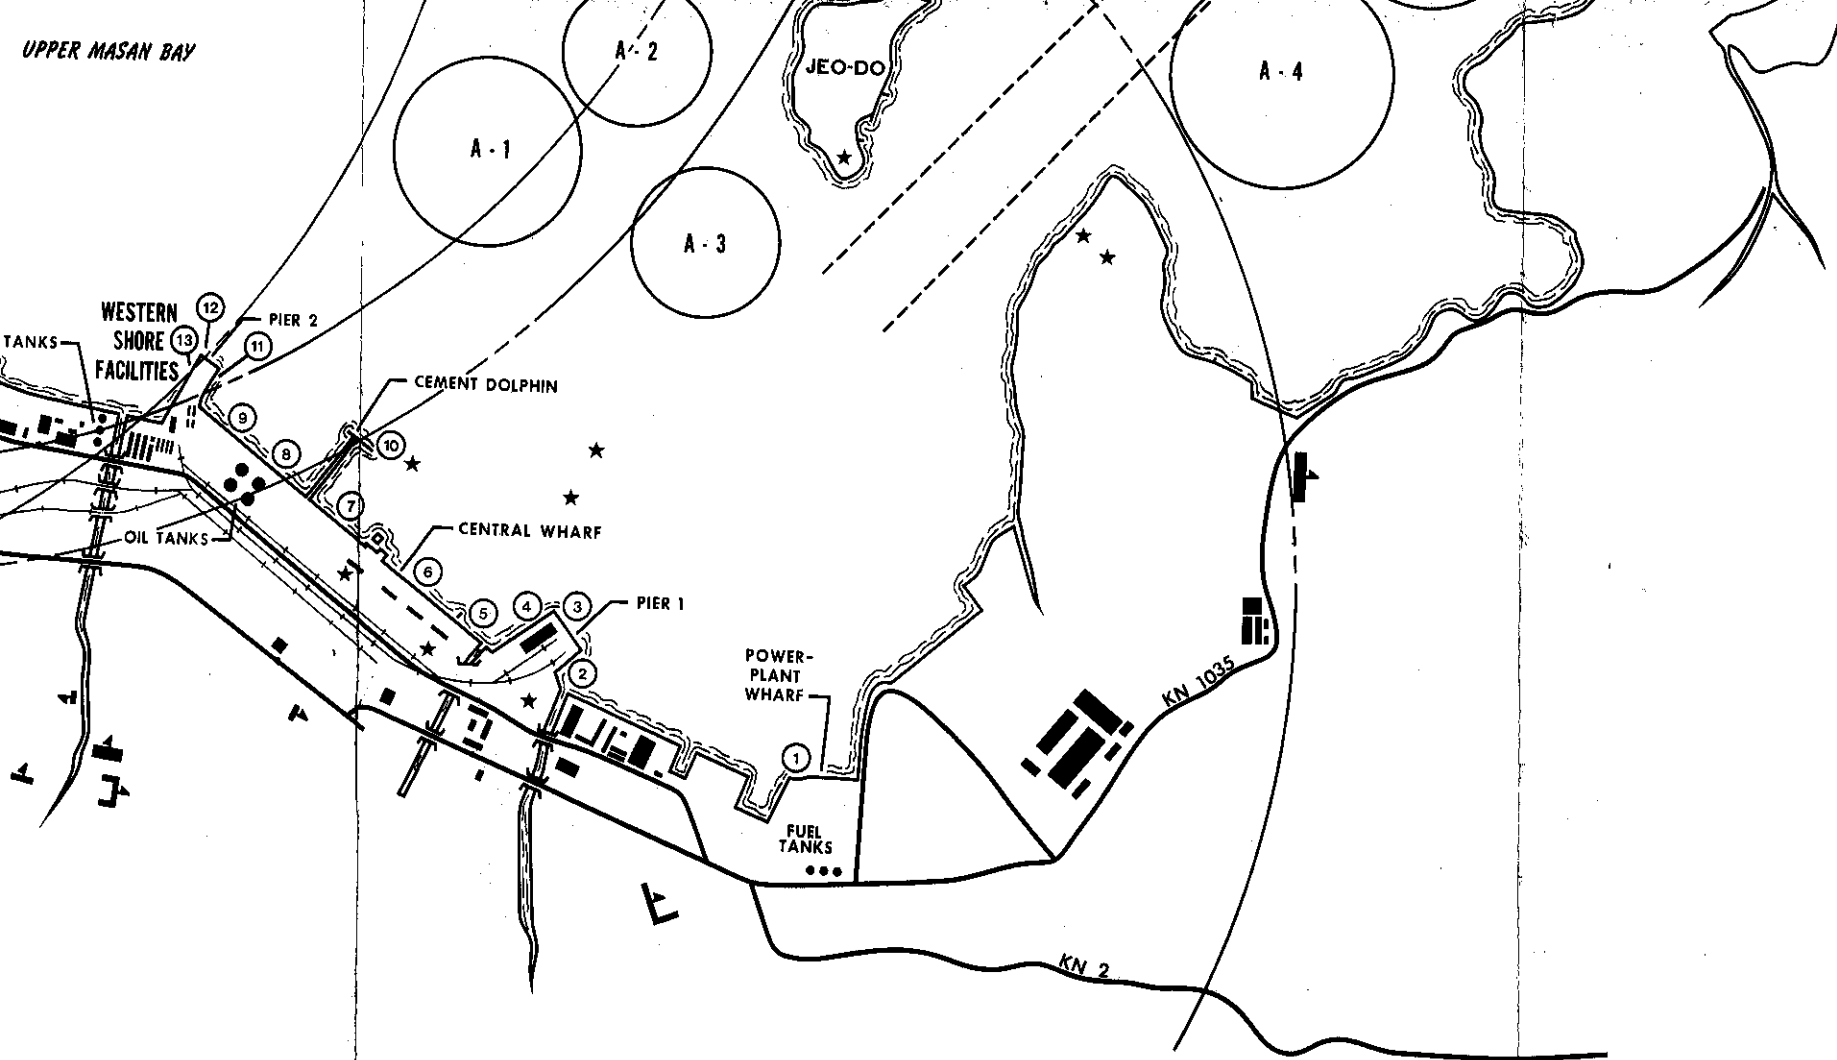 UPPER MASAN BAY
A - 2
JEO-DO
A - 4
A - 1
A - 3
WESTERN
SHORE
FACILITIES
12
PIER 2
13
11
TANKS
CEMENT DOLPHIN
9
8
10
7
OIL TANKS
CENTRAL WHARF
6
5
4
3
PIER 1
2
POWER-
PLANT
WHARF
1
KN 1035
FUEL
TANKS
KN 2